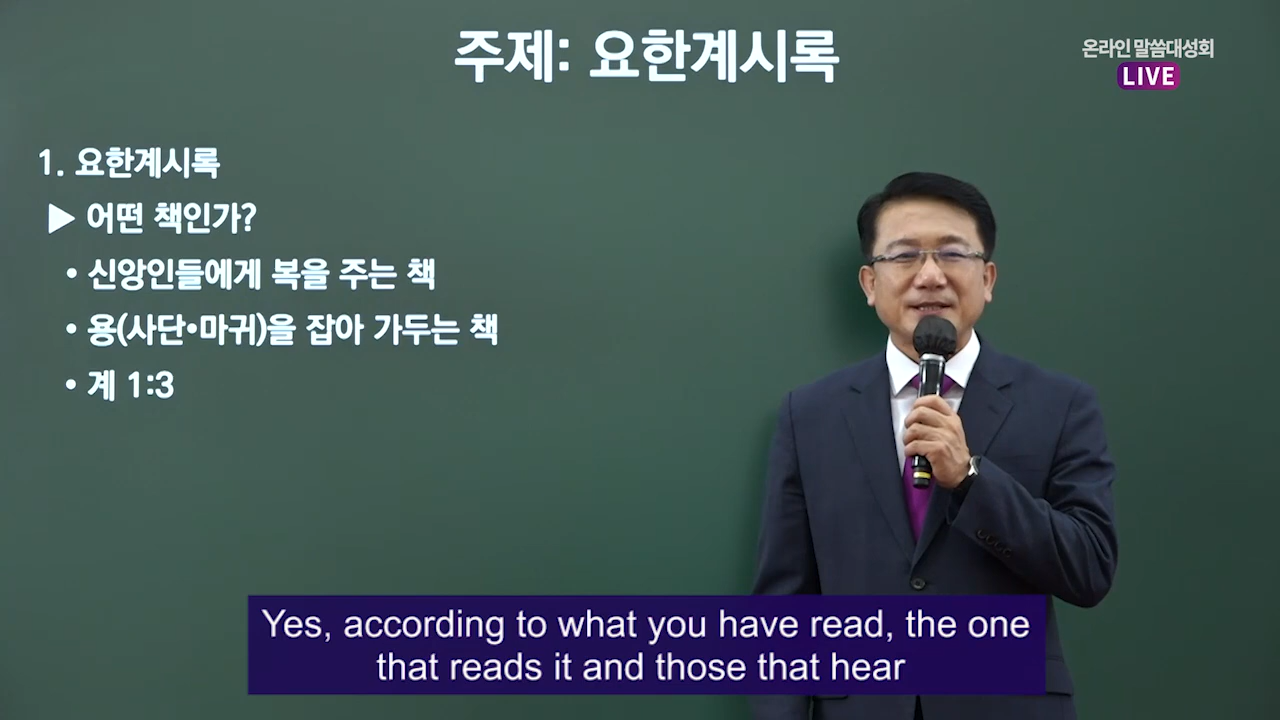 주제: 요한계시록
온라인 말씀대성회
LIVE
1. 요한계시록
▶ 어떤 책인가?
• 신앙인들에게 복을 주는 책
• 용(사단•마귀)을 잡아 가두는 책
• 계 1:3
Yes, according to what you have read, the one
that reads it and those that hear